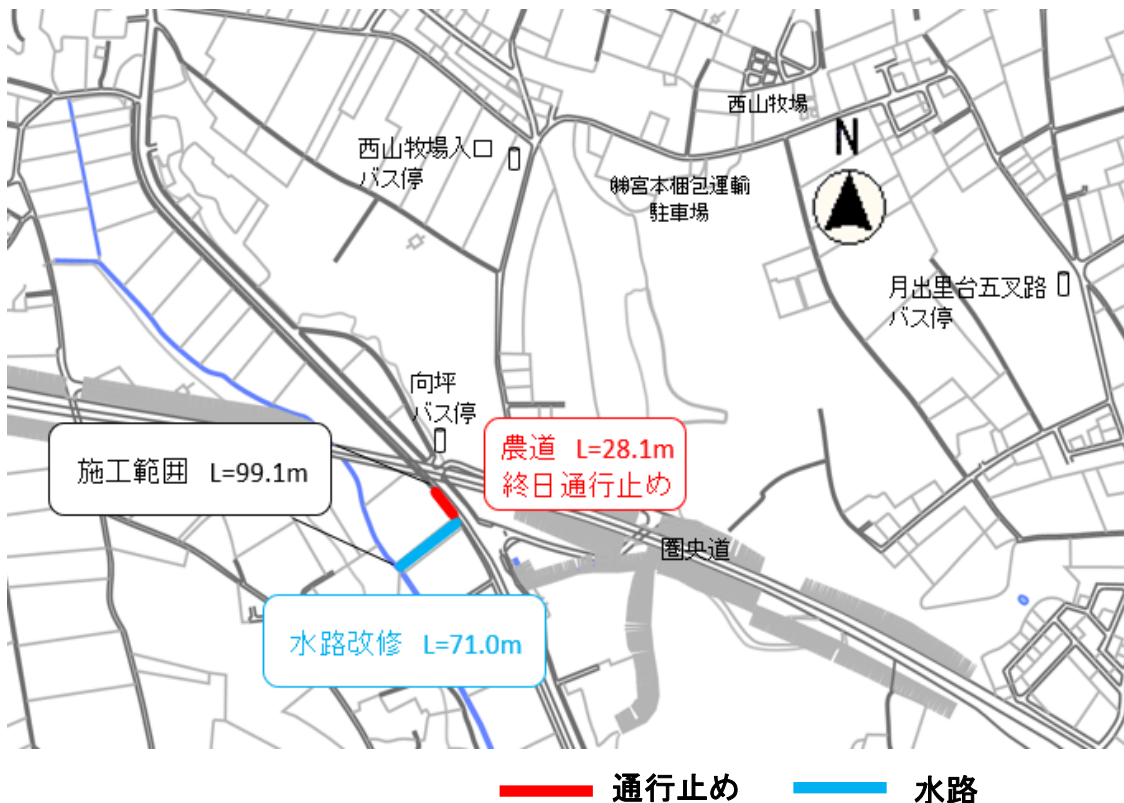 西山牧場
N
西山牧場入口
バス停
㈱宮本梱包運輸
駐車場
月出里台五叉路
バス停
向坪
バス停
農道 L=28.1m
終日通行止め
施工範囲 L=99.1m
圏央道
水路改修 L=71.0m
通行止め
水路